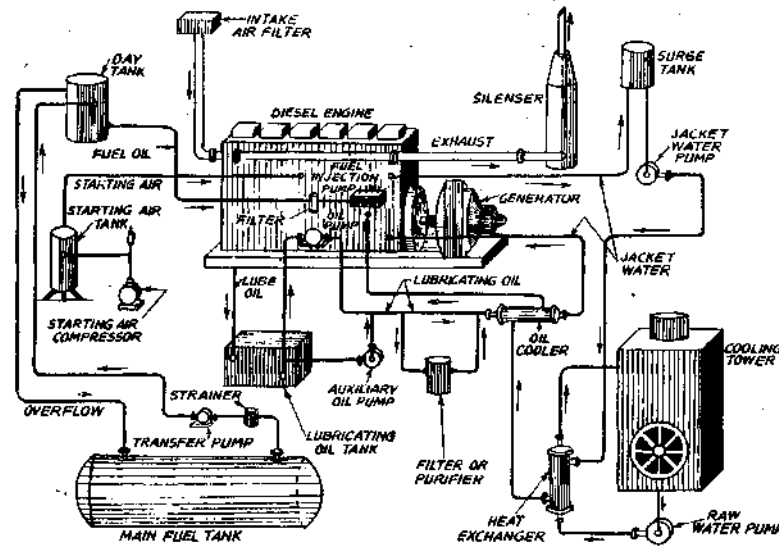 INTAKE
AIR FILTER
DAY
TANK
SURGE
TANK
SILENSER
DIESEL ENGINE
EXHAUST
JACKET
WATER
PUMP
FUEL OIL
FUEL
INJECTION
PUMP
STARTING AIR
GENERATOR
FILTER
OIL
PUMP
STARTING AIR
TANK
JACKET
WATER
LUBE
OIL
LUBRICATING OIL
STARTING AIR
COMPRESSOR
OIL
COOLER
COOLING
TOWER
AUXILIARY
OIL PUMP
STRAINER
OVERFLOW
TRANSFER PUMP
LUBRICATING
OIL TANK
FILTER OR
PURIFIER
HEAT
EXCHANGER
RAW
WATER PUMP
MAIN FUEL TANK